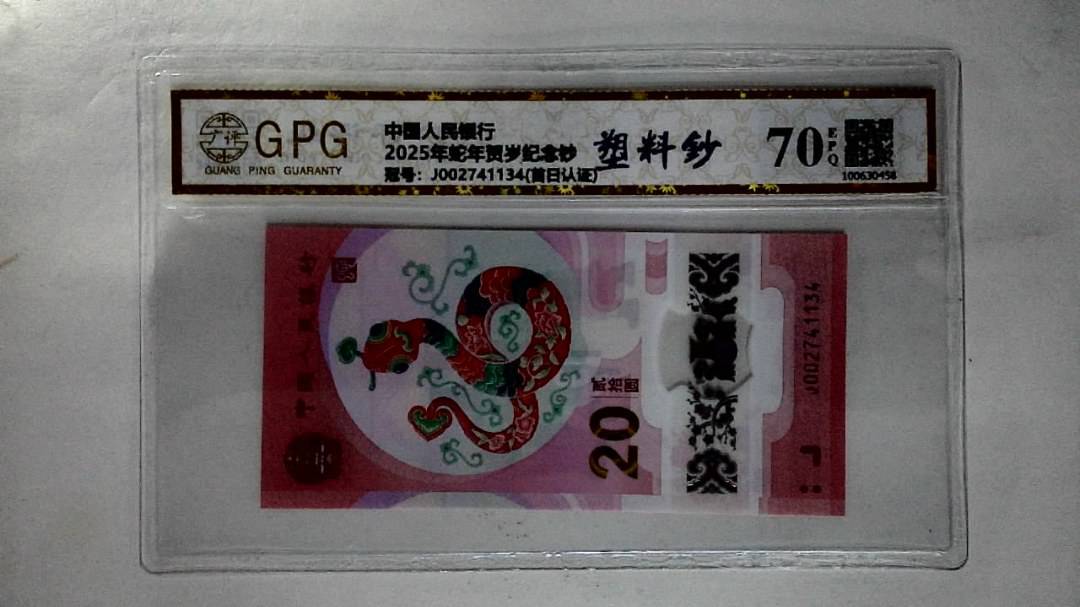 广评
GPG
GUANG PING GUARANTY
中国人民银行
2025年蛇年贺岁纪念钞
冠号：J002741134(首日认证)
塑料钞
70
EPQ
100630458
中国人民银行
贰拾圆
20
J002741134